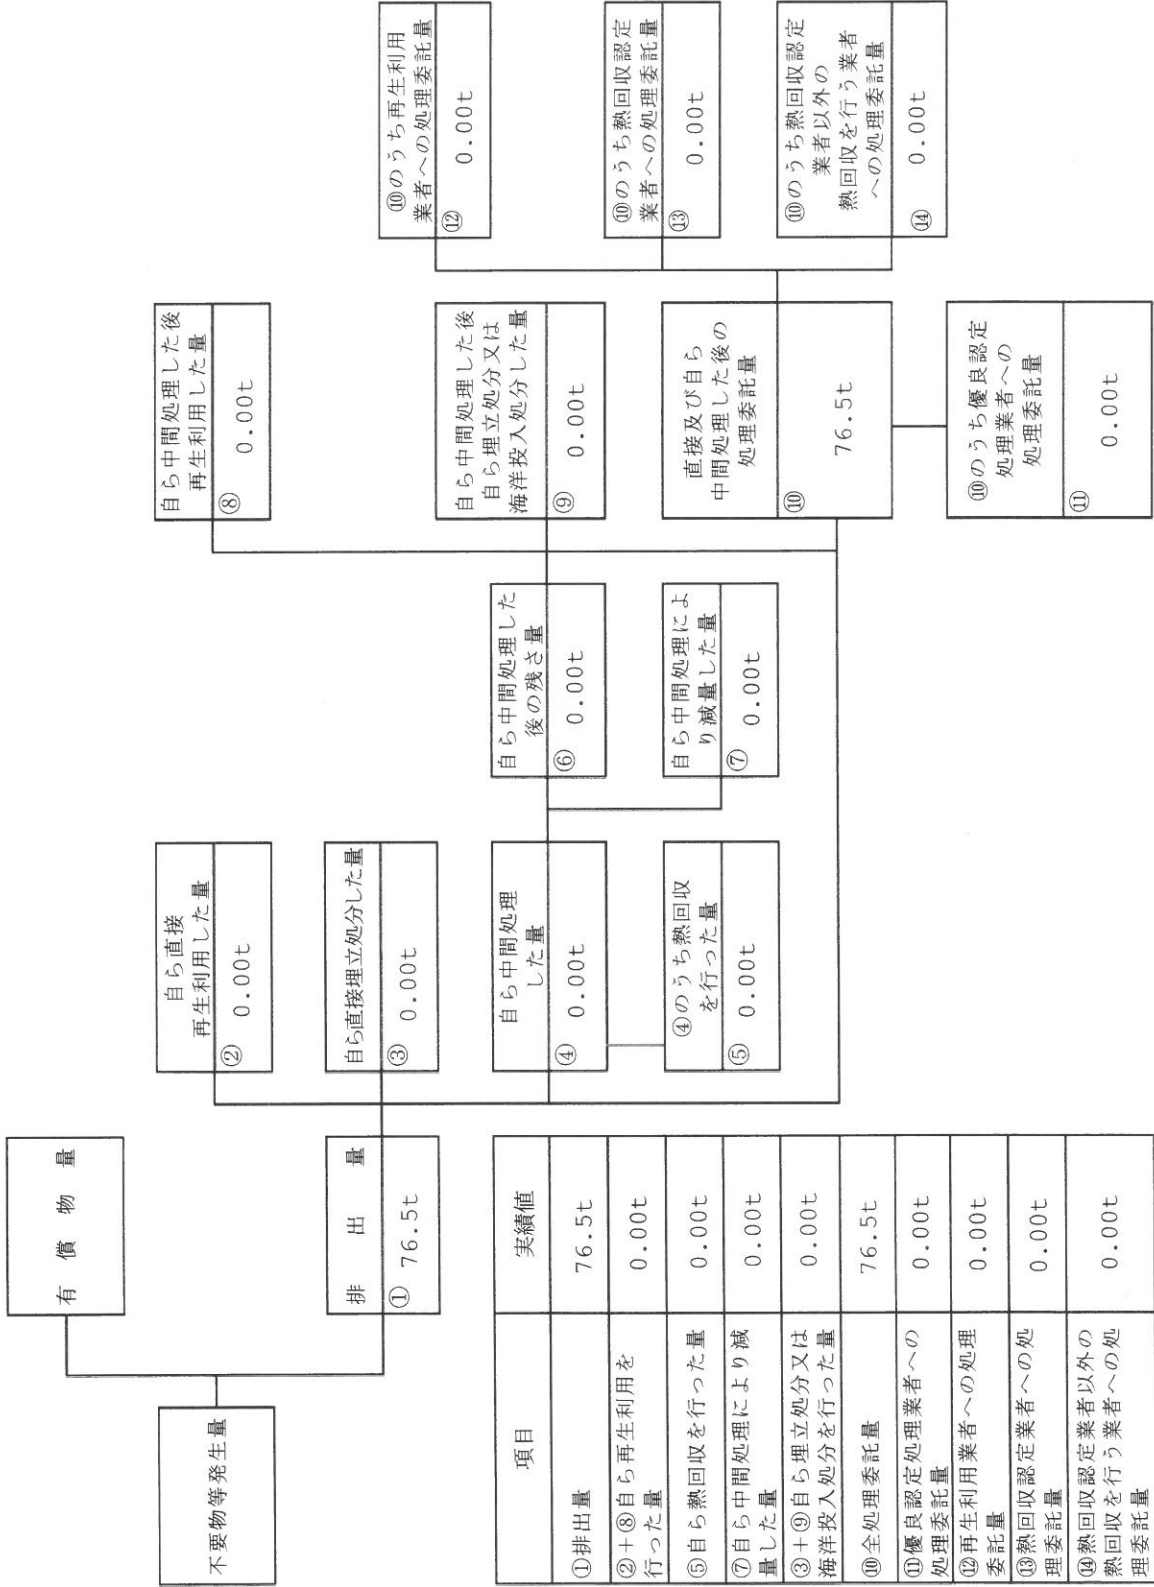 不要物等発生量
有償物量
排出量
① 76.5t
自ら直接
再生利用した量
② 0.00t
自ら直接埋立処分した量
③ 0.00t
自ら中間処理
した量
④ 0.00t
④のうち熱回収
を行った量
⑤ 0.00t
自ら中間処理した
後の残さ量
⑥ 0.00t
自ら中間処理によ
り減量した量
⑦ 0.00t
自ら中間処理した後
再生利用した量
⑧ 0.00t
自ら中間処理した後
自ら埋立処分又は
海洋投入処分した量
⑨ 0.00t
直接及び自ら
中間処理した後の
処理委託量
⑩ 76.5t
⑩のうち優良認定
処理業者への
処理委託量
⑪ 0.00t
⑩のうち再生利用
業者への処理委託量
⑫ 0.00t
⑩のうち熱回収認定
業者への処理委託量
⑬ 0.00t
⑩のうち熱回収認定
業者以外の
熱回収を行う業者
への処理委託量
⑭ 0.00t
項目 実績値
①排出量 76.5t
②+⑧自ら再生利用を
行った量 0.00t
⑤自ら熱回収を行った量 0.00t
⑦自ら中間処理により減
量した量 0.00t
③+⑨自ら埋立処分又は
海洋投入処分を行った量 0.00t
⑩全処理委託量 76.5t
⑪優良認定処理業者への
処理委託量 0.00t
⑫再生利用業者への処理
委託量 0.00t
⑬熱回収認定業者への処
理委託量 0.00t
⑭熱回収認定業者以外の
熱回収を行う業者への処
理委託量 0.00t